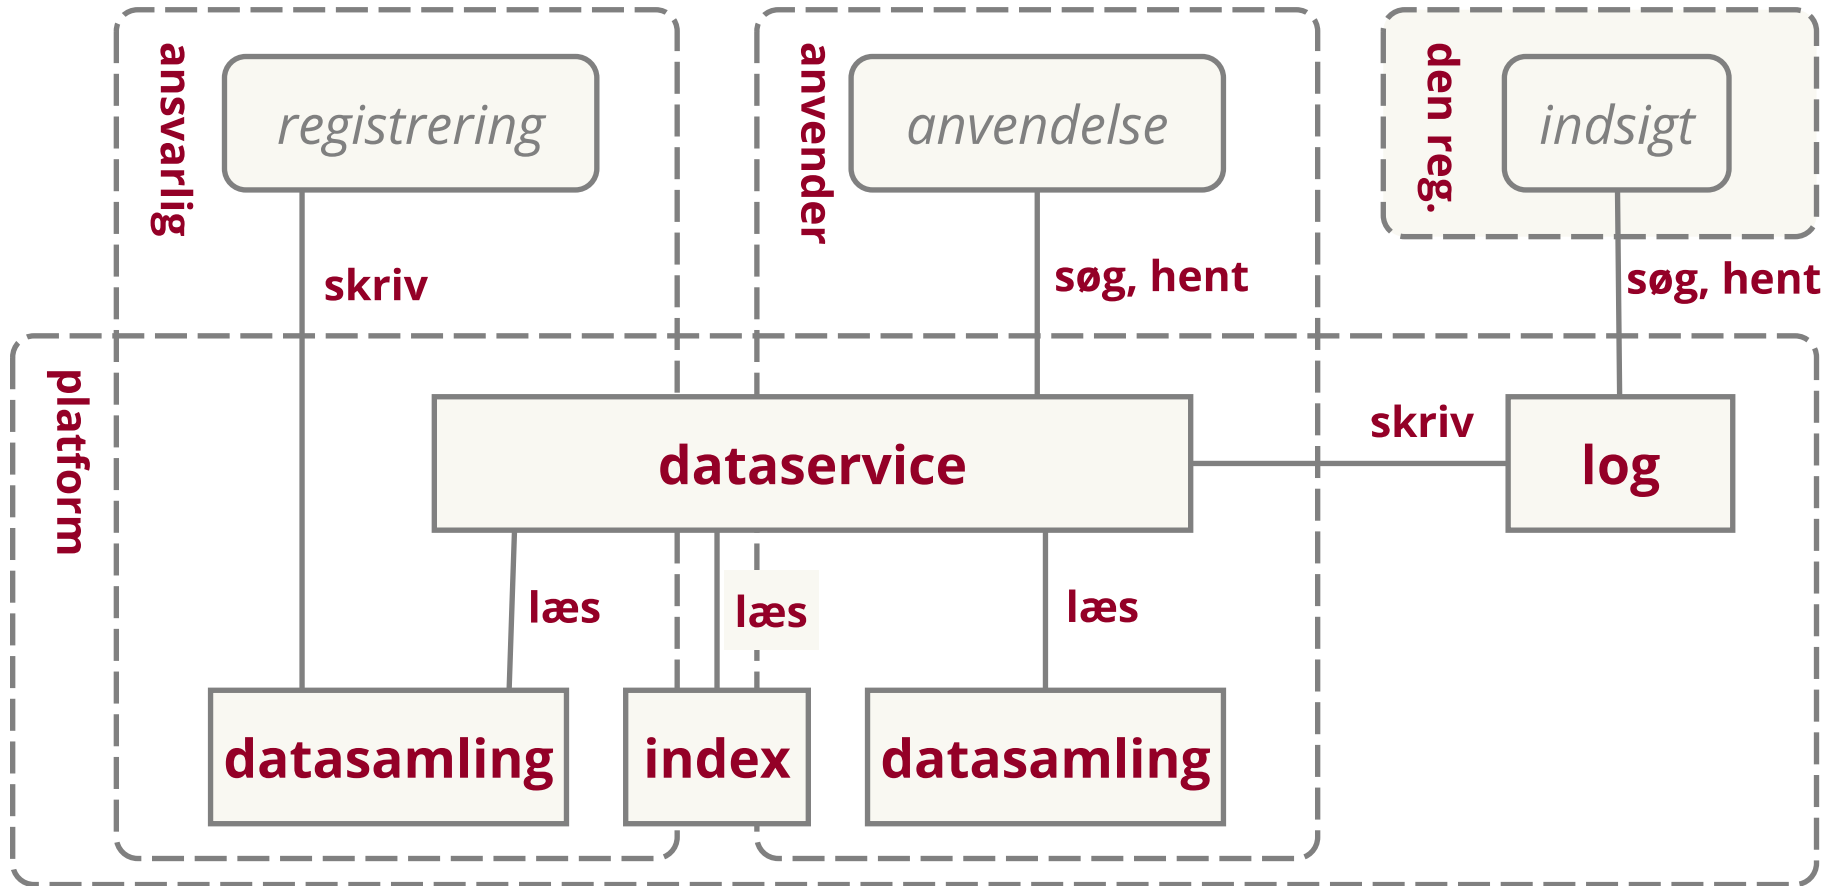 ansvarlig
registrering
anvender
anvendelse
den reg.
indsigt
skriv
søg, hent
søg, hent
platform
dataservice
skriv
log
læs
læs
læs
datasamling
index
datasamling